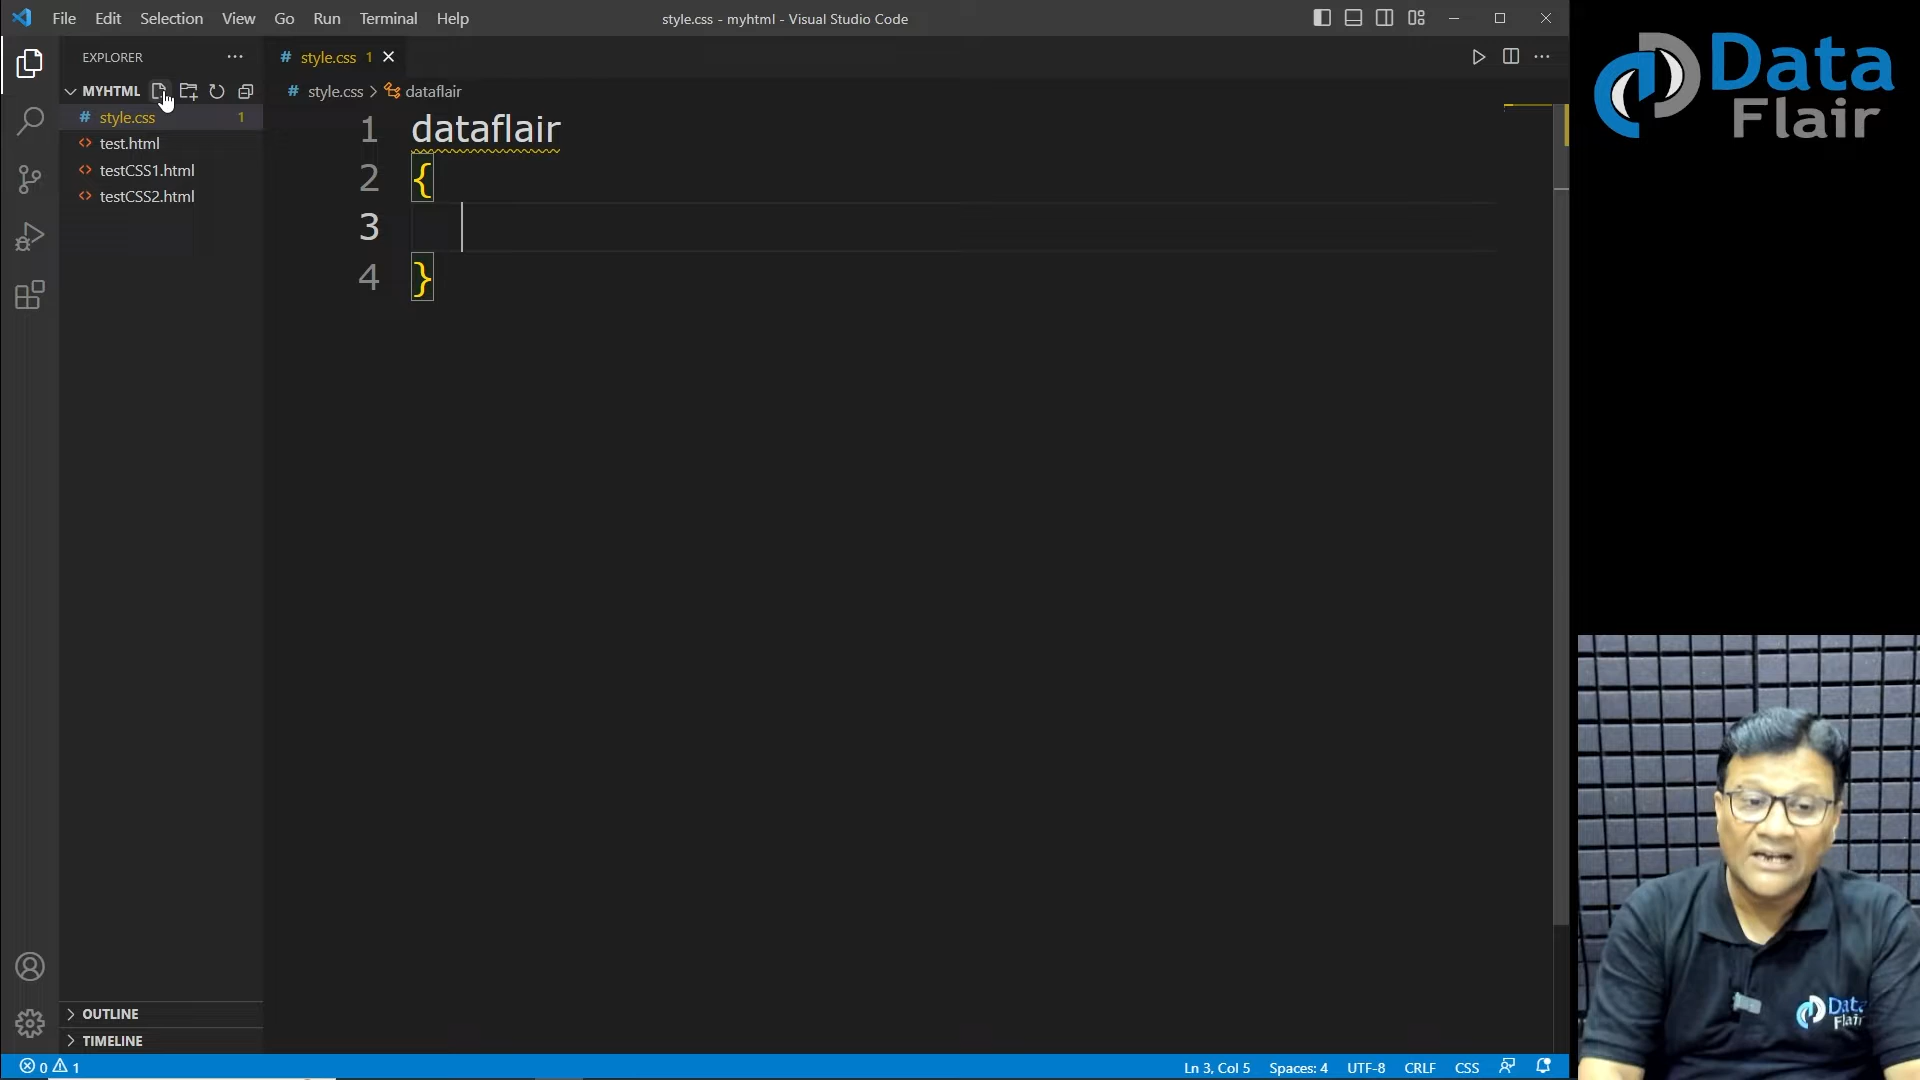 File Edit Selection View Go Run Terminal Help
style.css - myhtml - Visual Studio Code
EXPLORER
MYHTML
style.css 1
test.html
testCSS1.html
testCSS2.html
OUTLINE
TIMELINE
# style.css 1
# style.css > dataflair
1 dataflair
2 {
3
4 }
0 1
Ln 3, Col 5 Spaces: 4 UTF-8 CRLF CSS
Data
Flair
Data
Flair